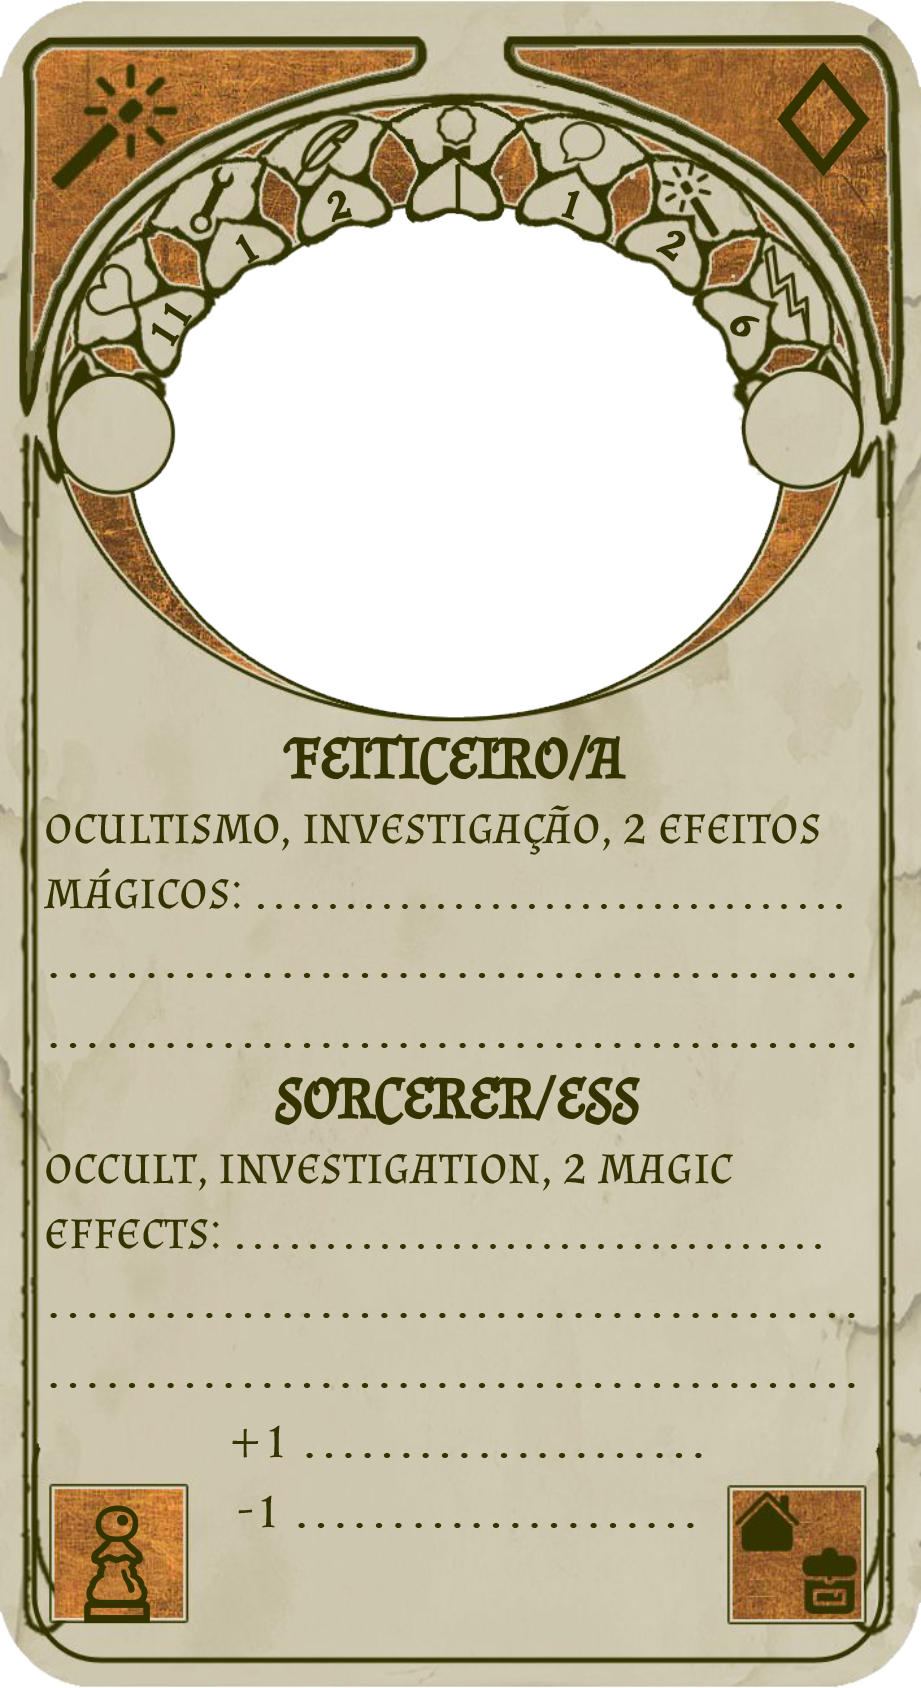 2
1
1
2
11
6
FEITICEIRO/A
OCULTISMO, INVESTIGAÇÃO, 2 EFEITOS
MÁGICOS: .................................
.............................................
.............................................
SORCERER/ESS
OCCULT, INVESTIGATION, 2 MAGIC
EFFECTS: .................................
.............................................
.............................................
+1 ......................
-1 ......................